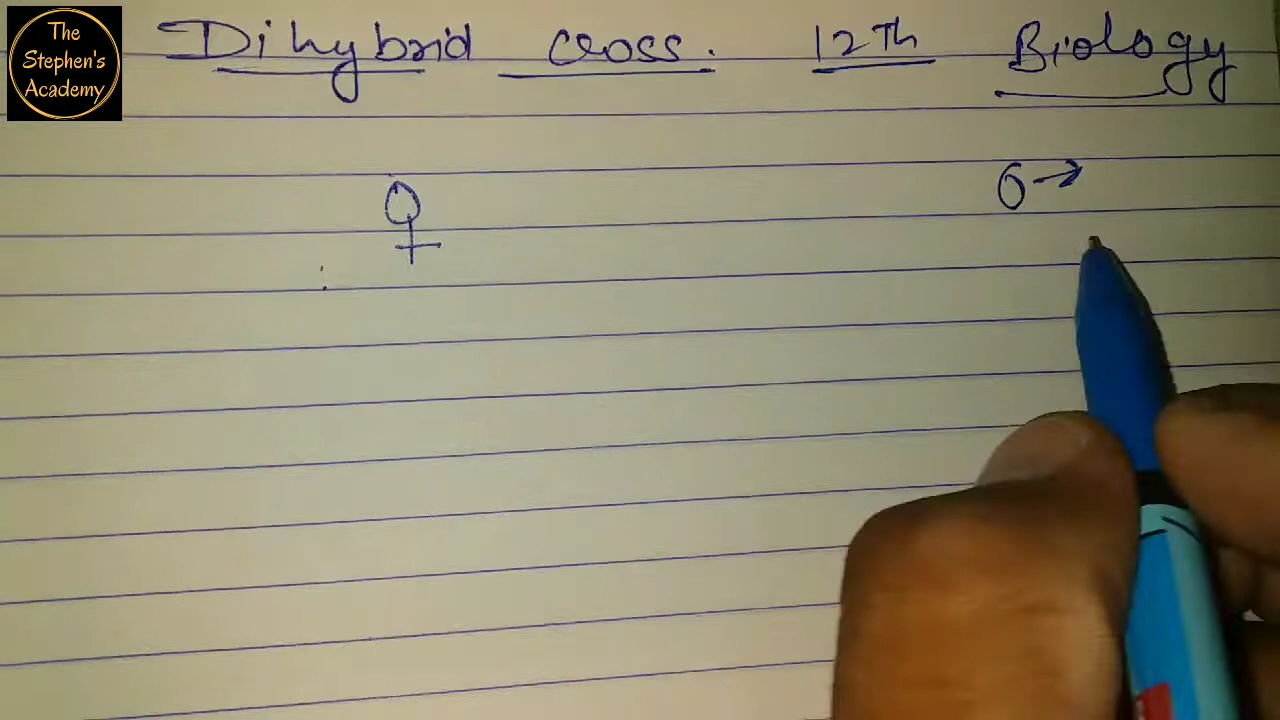 The
Stephen's
Academy
Dihybrid cross. 12Th Biology
♀ ♂